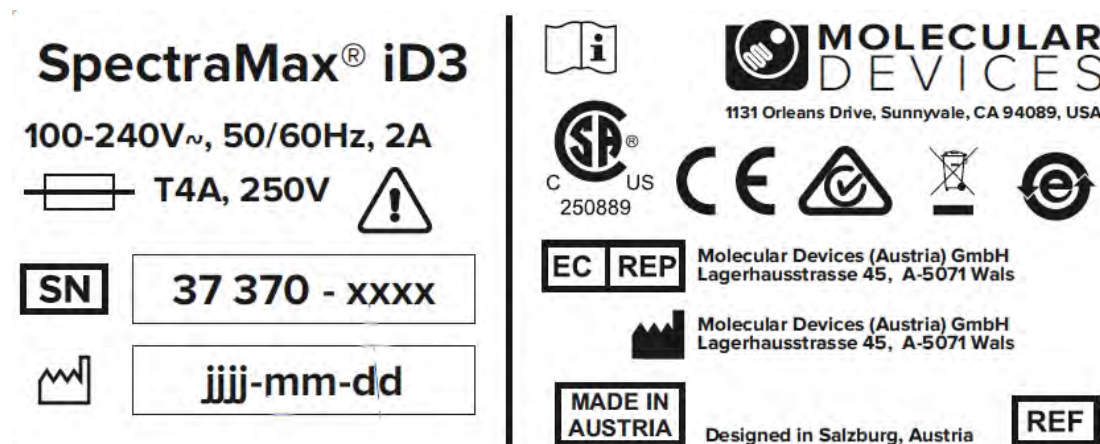 SpectraMax® iD3
100-240V~, 50/60Hz, 2A
T4A, 250V
SN
37 370 - xxxx
jjjj-mm-dd
i
MOLECULAR
DEVICES
1131 Orleans Drive, Sunnyvale, CA 94089, USA
SA ®
C US
250889
CE
e
EC REP
Molecular Devices (Austria) GmbH
Lagerhausstrasse 45, A-5071 Wals
Molecular Devices (Austria) GmbH
Lagerhausstrasse 45, A-5071 Wals
MADE IN
AUSTRIA
Designed in Salzburg, Austria
REF